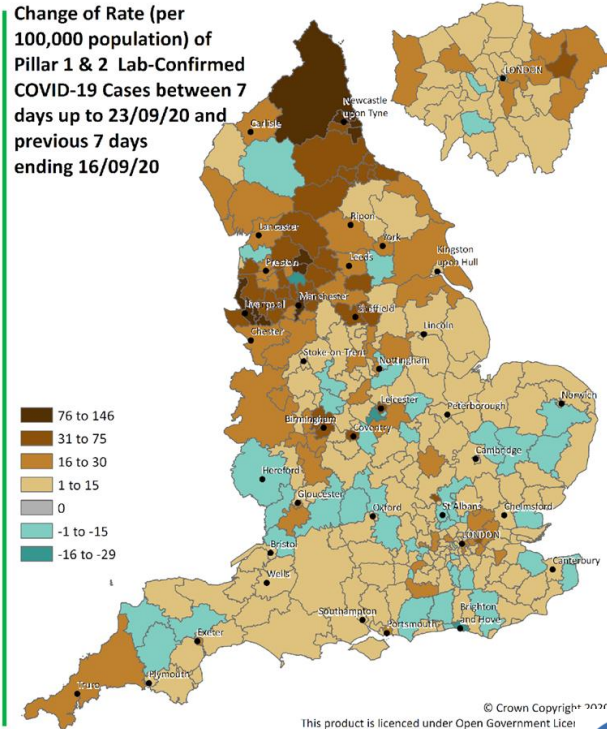 Change of Rate (per
100,000 population) of
Pillar 1 & 2 Lab-Confirmed
COVID-19 Cases between 7
days up to 23/09/20 and
previous 7 days
ending 16/09/20
LONDON
Newcastle
upon Tyne
Carlisle
Ripon
Lancaster
York
Kingston
upon Hull
Preston
Leeds
Liverpool
Manchester
Sheffield
Chester
Lincoln
Stoke-on-Trent
Nottingham
Norwich
Leicester
Peterborough
Birmingham
Coventry
Cambridge
Hereford
Gloucester
Oxford
St Albans
Chelmsford
LONDON
Bristol
Canterbury
Wells
Southampton
Brighton
and Hove
Portsmouth
Exeter
Plymouth
Truro
76 to 146
31 to 75
16 to 30
1 to 15
0
-1 to -15
-16 to -29
© Crown Copyright 2020
This product is licenced under Open Government Licer